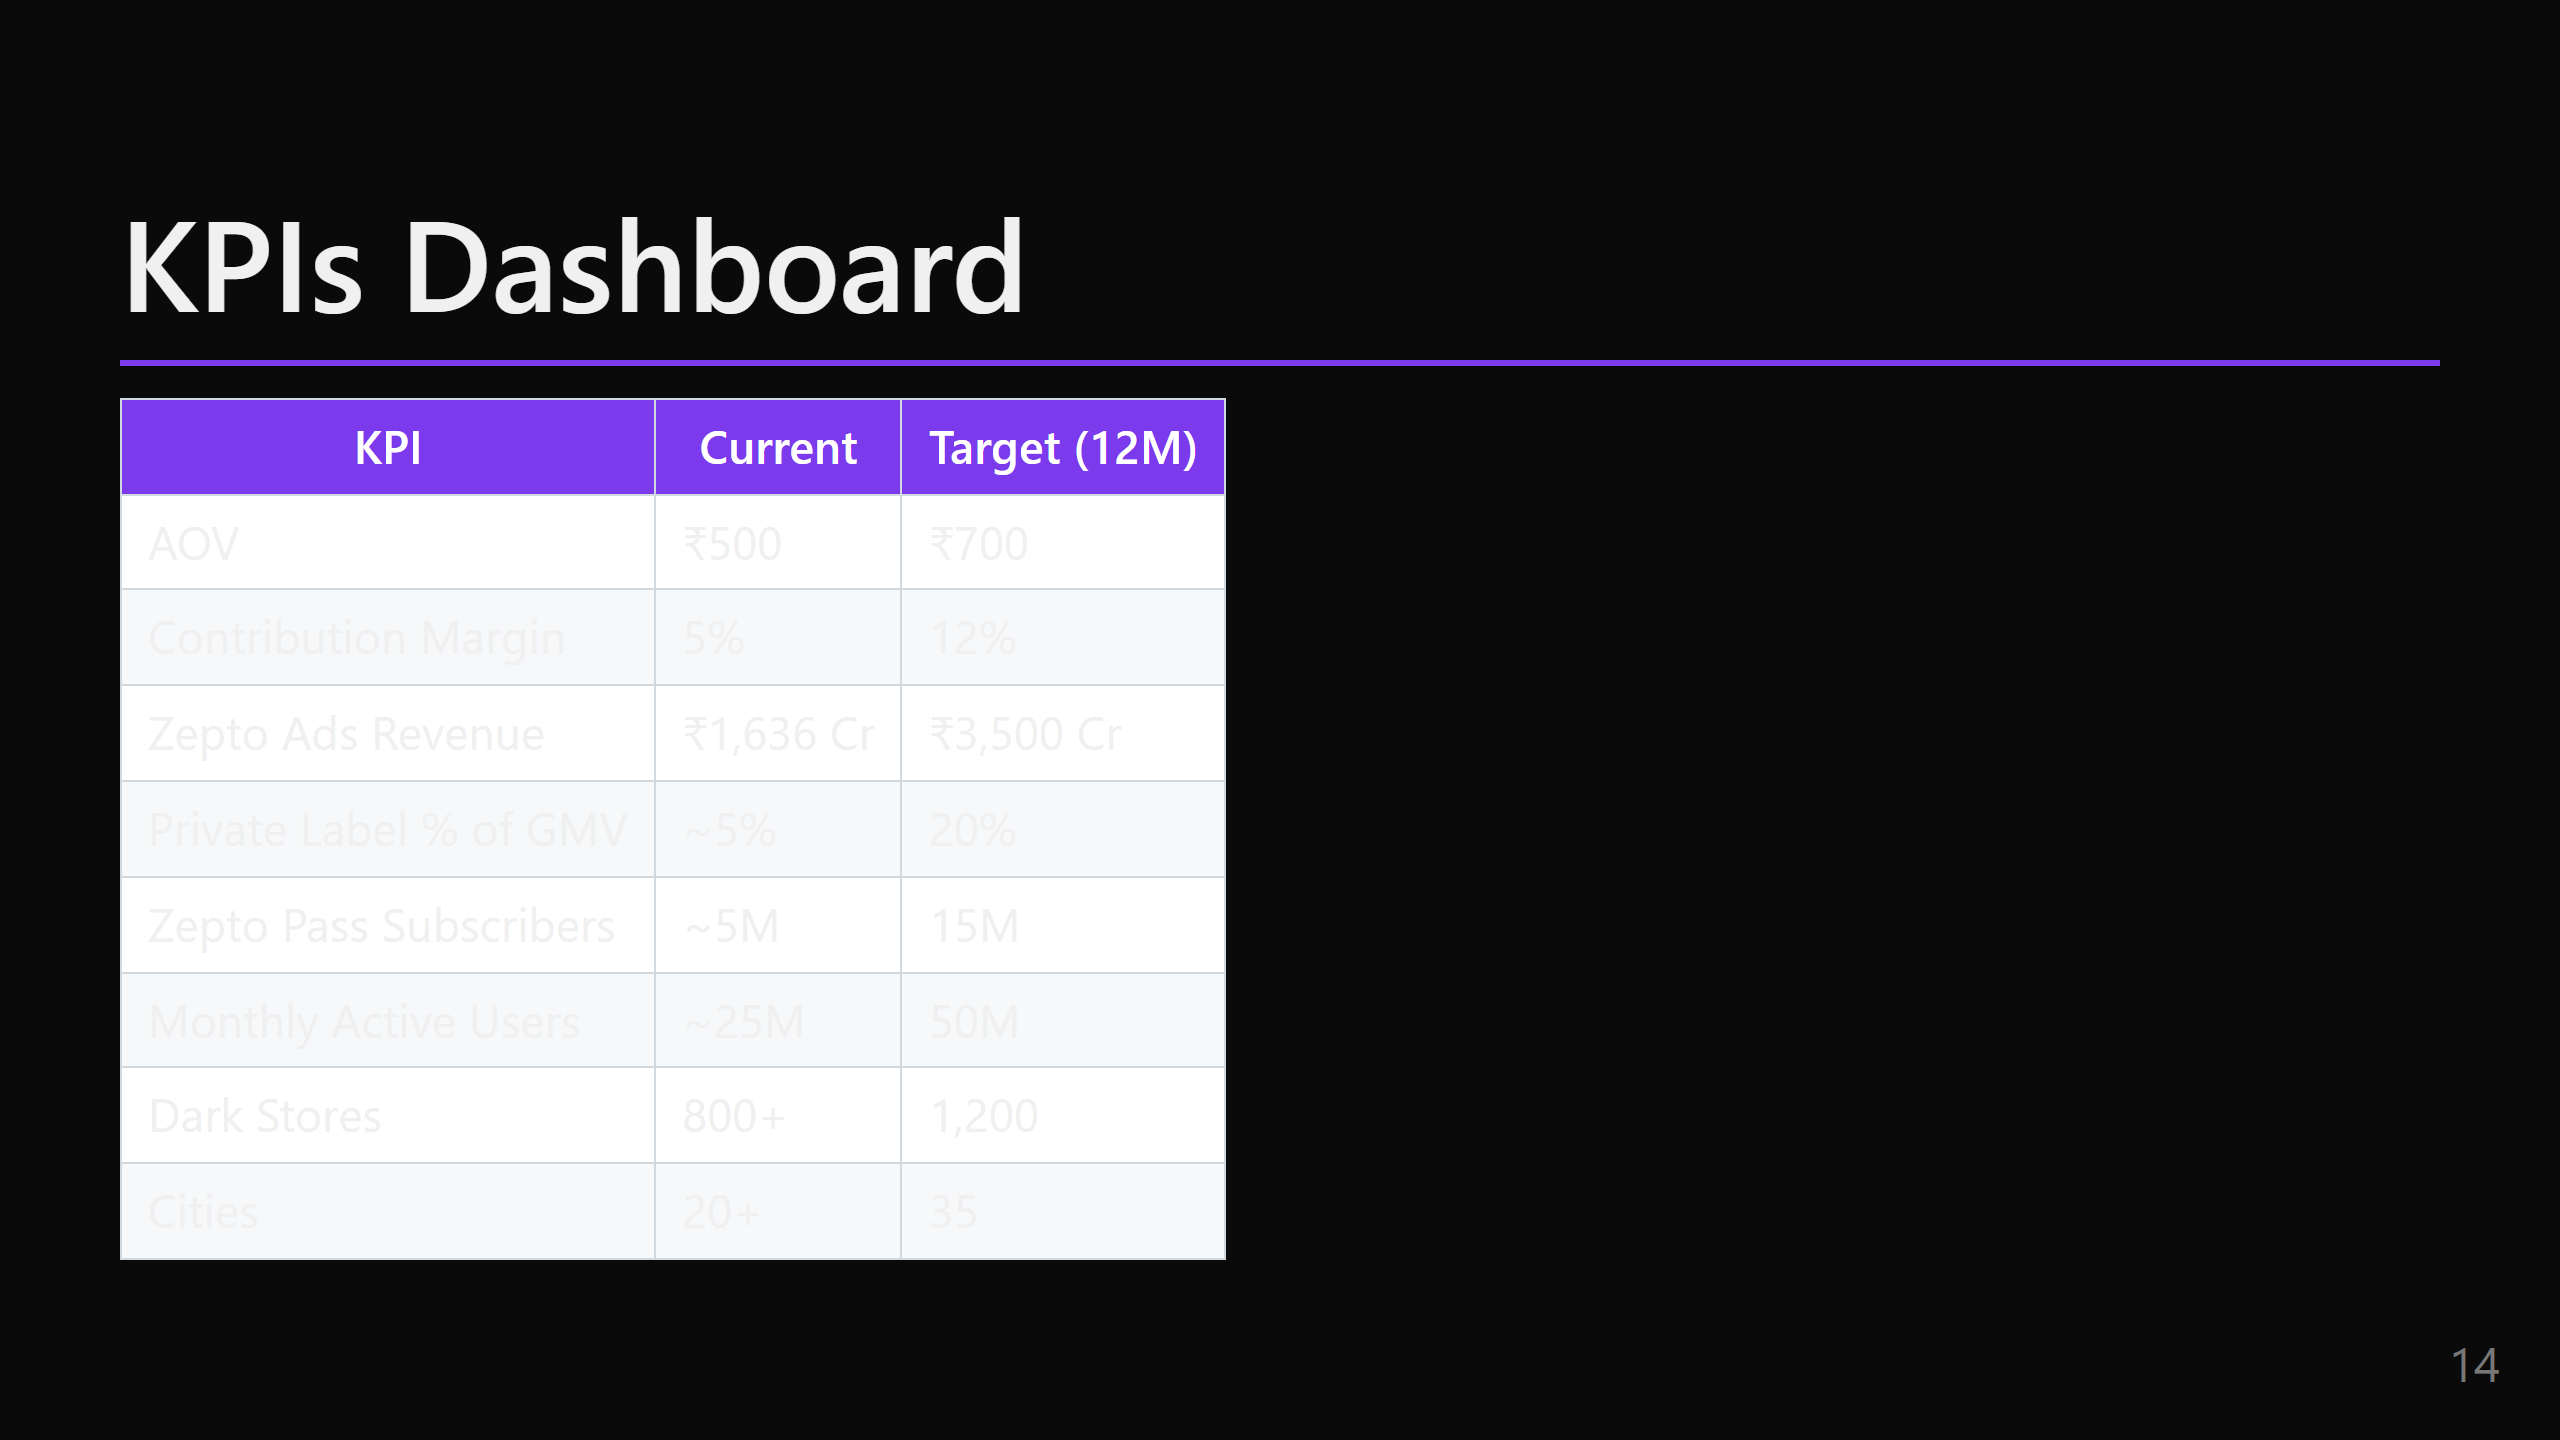 KPIs Dashboard
KPI Current Target (12M)
AOV ₹500 ₹700
Contribution Margin 5% 12%
Zepto Ads Revenue ₹1,636 Cr ₹3,500 Cr
Private Label % of GMV ~5% 20%
Zepto Pass Subscribers ~5M 15M
Monthly Active Users ~25M 50M
Dark Stores 800+ 1,200
Cities 20+ 35
14